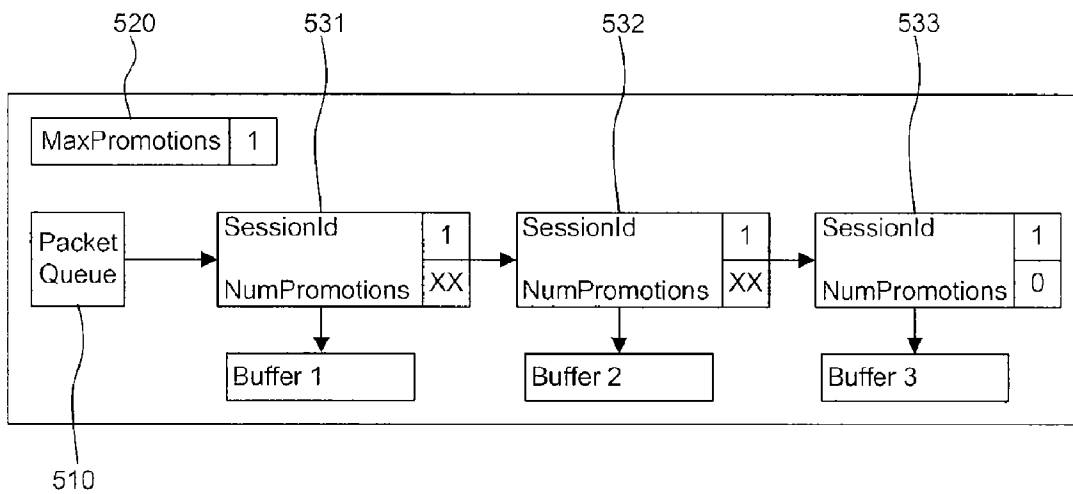 520
531
532
533
MaxPromotions 1
Packet
Queue
SessionId 1
NumPromotions XX
SessionId 1
NumPromotions XX
SessionId 1
NumPromotions 0
Buffer 1
Buffer 2
Buffer 3
510